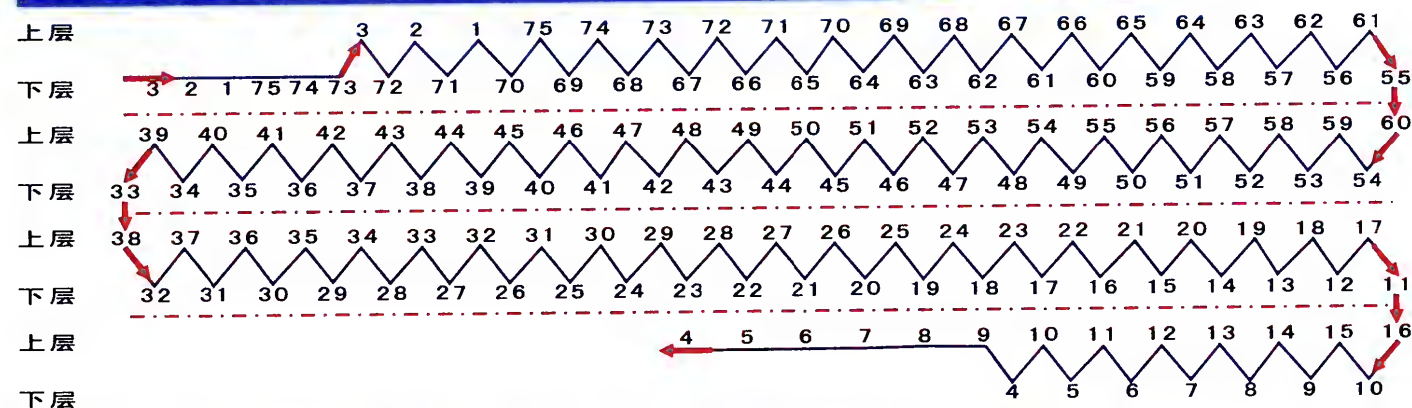 上层 3 2 1 75 74 73 72 71 70 69 68 67 66 65 64 63 62 61
下层 3 2 1 75 74 73 72 71 70 69 68 67 66 65 64 63 62 61 60 59 58 57 56 55
上层 39 40 41 42 43 44 45 46 47 48 49 50 51 52 53 54 55 56 57 58 59 60
下层 33 34 35 36 37 38 39 40 41 42 43 44 45 46 47 48 49 50 51 52 53 54
上层 38 37 36 35 34 33 32 31 30 29 28 27 26 25 24 23 22 21 20 19 18 17
下层 32 31 30 29 28 27 26 25 24 23 22 21 20 19 18 17 16 15 14 13 12 11
上层 4 5 6 7 8 9 10 11 12 13 14 15 16
下层 4 5 6 7 8 9 10